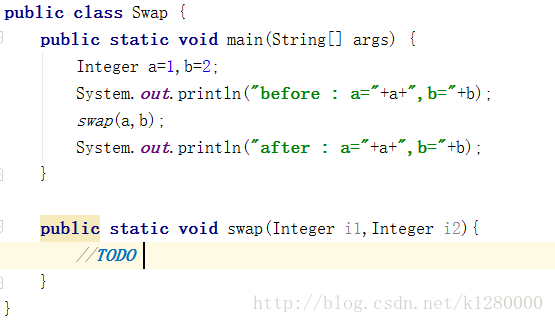 public class Swap {
public static void main(String[] args) {
Integer a=1,b=2;
System.out.println("before : a="+a+",b="+b);
swap(a,b);
System.out.println("after : a="+a+",b="+b);
}
public static void swap(Integer i1,Integer i2){
//TODO
}
}
http://blog.csdn.net/k1280000